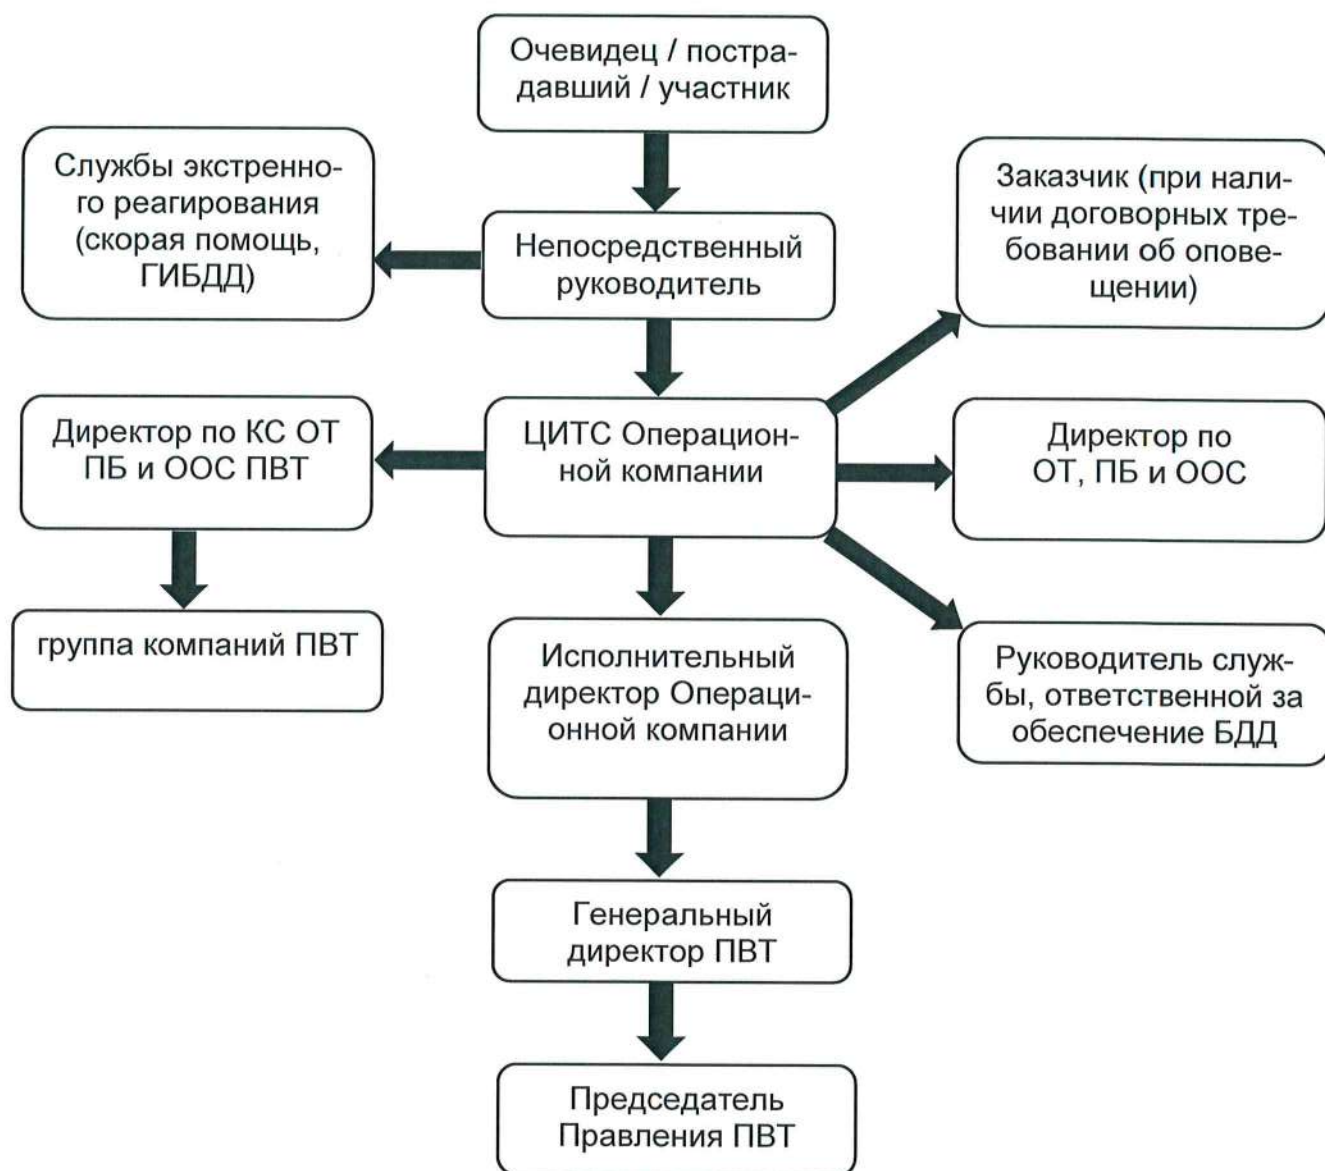 Очевидец / постра-
давший / участник
Службы экстренно-
го реагирования
(скорая помощь,
ГИБДД)
Непосредственный
руководитель
Заказчик (при нали-
чии договорных тре-
бовании об опове-
щении)
Директор по КС ОТ
ПБ и ООС ПВТ
ЦИТС Операцион-
ной компании
Директор по
ОТ, ПБ и ООС
группа компаний ПВТ
Исполнительный
директор Операци-
онной компании
Руководитель служ-
бы, ответственной за
обеспечение БДД
Генеральный
директор ПВТ
Председатель
Правления ПВТ